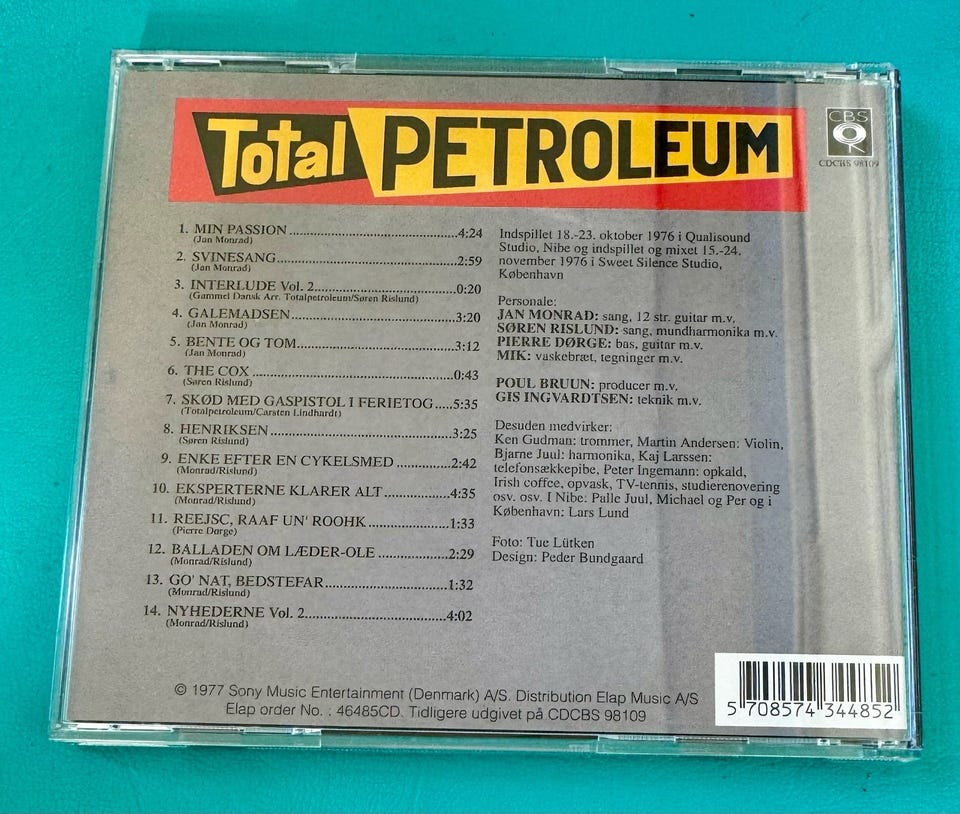 Total PETROLEUM
CBS
CDCBS 98109
1. MIN PASSION....4:24
(Jan Monrad)
2. SVINESANG....2:59
(Jan Monrad)
3. INTERLUDE Vol. 2....0:20
(Gammel Dansk Arr. Totalpetroleum/Søren Rislund)
4. GALEMADSEN....3:20
(Jan Monrad)
5. BENTE OG TOM....3:12
(Jan Monrad)
6. THE COX....0:43
(Søren Rislund)
7. SKØD MED GASPISTOL I FERIETOG....5:35
(Totalpetroleum/Carsten Lindhardt)
8. HENRIKSEN....3:25
(Søren Rislund)
9. ENKE EFTER EN CYKELSMED....2:42
(Monrad/Rislund)
10. EKSPERTERNE KLARER ALT....4:35
(Monrad/Rislund)
11. REEJSC, RAAF UN' ROOHK....1:33
(Pierre Dørge)
12. BALLADEN OM LÆDER-OLE....2:29
(Monrad/Rislund)
13. GO' NAT, BEDSTEFAR....1:32
(Monrad/Rislund)
14. NYHEDERNE Vol. 2....4:02
(Monrad/Rislund)
Indspillet 18.-23. oktober 1976 i Qualisound
Studio, Nibe og indspillet og mixet 15.-24.
november 1976 i Sweet Silence Studio,
København
Personale:
JAN MONRAD: sang, 12 str. guitar m.v.
SØREN RISLUND: sang, mundharmonika m.v.
PIERRE DØRGE: bas, guitar m.v.
MIK: vaskebræt, tegninger m.v.
POUL BRUUN: producer m.v.
GIS INGVARDTSEN: teknik m.v.
Desuden medvirker:
Ken Gudman: trommer, Martin Andersen: Violin,
Bjarne Juul: harmonika, Kaj Larssen:
telefonsækkepibe, Peter Ingemann: opkald,
Irish coffee, opvask, TV-tennis, studierenovering
osv. osv. I Nibe: Palle Juul, Michael og Per og i
København: Lars Lund
Foto: Tue Lütken
Design: Peder Bundgaard
© 1977 Sony Music Entertainment (Denmark) A/S. Distribution Elap Music A/S
Elap order No. : 46485CD. Tidligere udgivet på CDCBS 98109
5 708574 344852